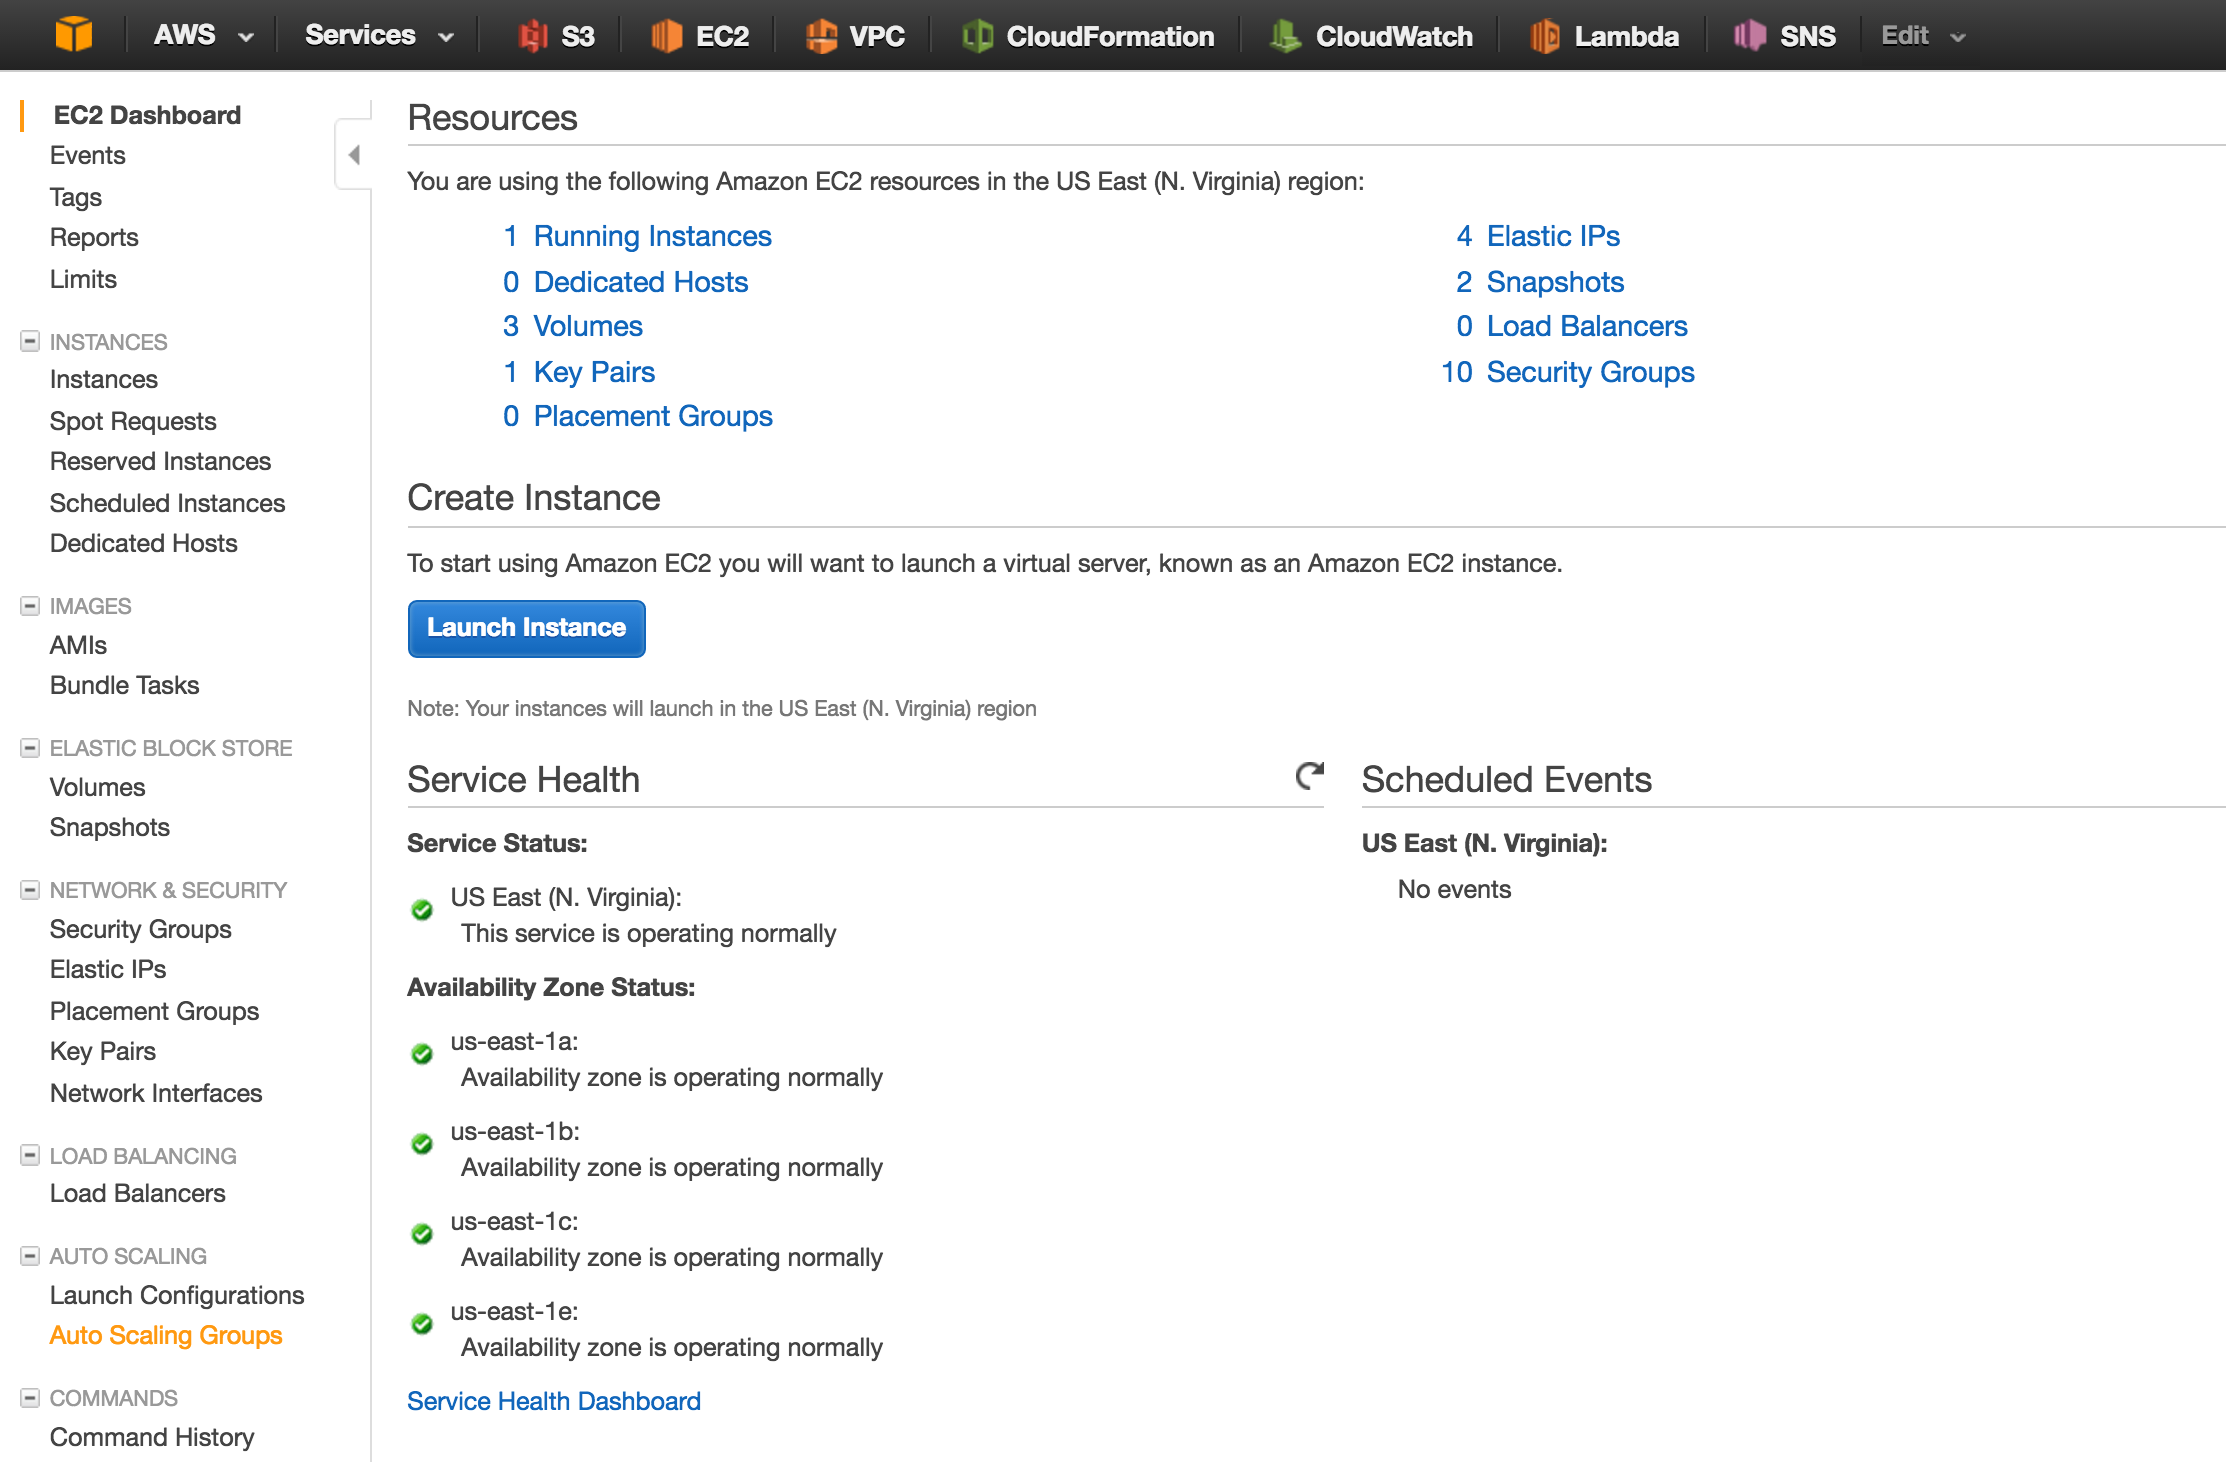 AWS Services S3 EC2 VPC CloudFormation CloudWatch Lambda SNS Edit
EC2 Dashboard
Events
Tags
Reports
Limits
INSTANCES
Instances
Spot Requests
Reserved Instances
Scheduled Instances
Dedicated Hosts
IMAGES
AMIs
Bundle Tasks
ELASTIC BLOCK STORE
Volumes
Snapshots
NETWORK & SECURITY
Security Groups
Elastic IPs
Placement Groups
Key Pairs
Network Interfaces
LOAD BALANCING
Load Balancers
AUTO SCALING
Launch Configurations
Auto Scaling Groups
COMMANDS
Command History
Resources
You are using the following Amazon EC2 resources in the US East (N. Virginia) region:
1 Running Instances
0 Dedicated Hosts
3 Volumes
1 Key Pairs
0 Placement Groups
4 Elastic IPs
2 Snapshots
0 Load Balancers
10 Security Groups
Create Instance
To start using Amazon EC2 you will want to launch a virtual server, known as an Amazon EC2 instance.
Launch Instance
Note: Your instances will launch in the US East (N. Virginia) region
Service Health
Service Status:
US East (N. Virginia):
This service is operating normally
Availability Zone Status:
us-east-1a:
Availability zone is operating normally
us-east-1b:
Availability zone is operating normally
us-east-1c:
Availability zone is operating normally
us-east-1e:
Availability zone is operating normally
Service Health Dashboard
Scheduled Events
US East (N. Virginia):
No events